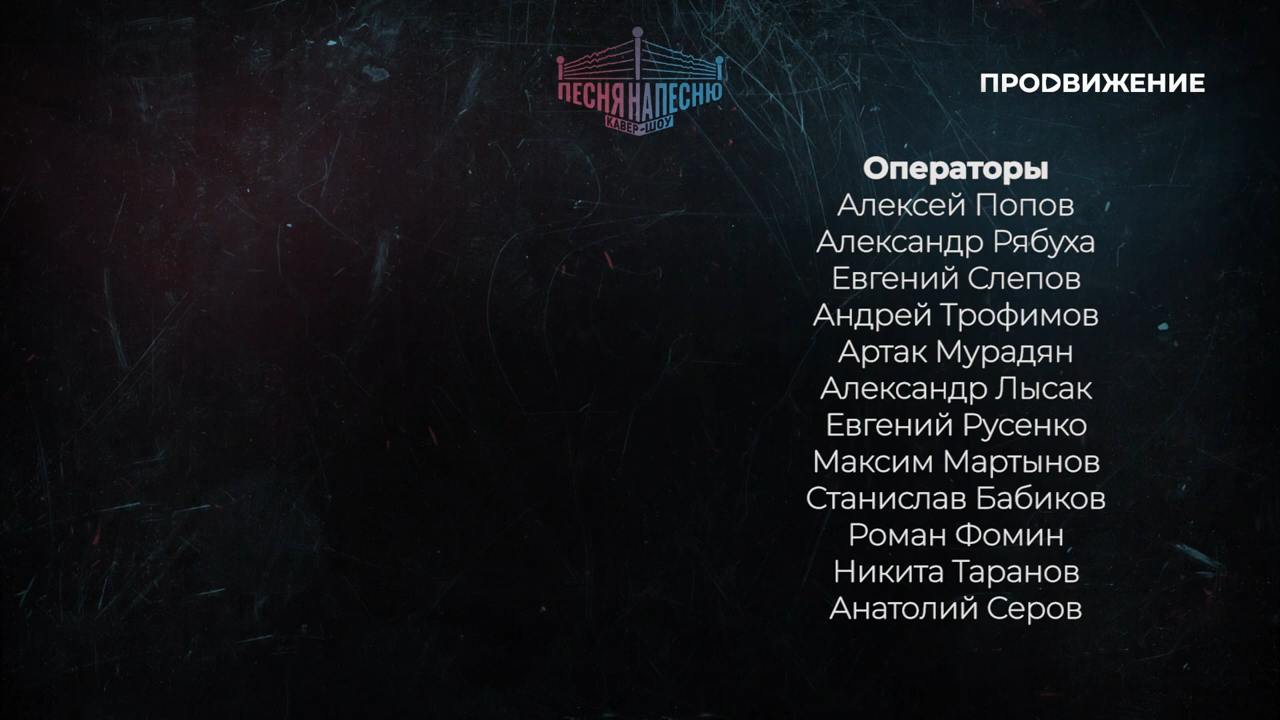 ПЕСНЯ НА ПЕСНЮ
КАВЕР-ШОУ
ПРОДВИЖЕНИЕ
Операторы
Алексей Попов
Александр Рябуха
Евгений Слепов
Андрей Трофимов
Артак Мурадян
Александр Лысак
Евгений Русенко
Максим Мартынов
Станислав Бабиков
Роман Фомин
Никита Таранов
Анатолий Серов